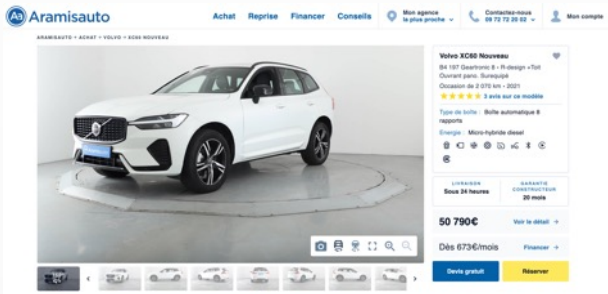 Aramisauto
Achat Reprise Financer Conseils
Mon agence
la plus proche
Contactez-nous
09 72 72 20 02
Mon compte
ARAMISAUTO • ACHAT • VOLVO • XC60 NOUVEAU
Volvo XC60 Nouveau
B4 197 Geartronic 8 - R-design +Toit
Ouvrant pano. Suréquipé
Occasion de 2 070 km - 2021
3 avis sur ce modèle
Type de boîte : Boîte automatique 8
rapports
Energie : Micro-hybride diesel
LIVRAISON
Sous 24 heures
GARANTIE
CONSTRUCTEUR
20 mois
50 790€
Voir le détail
Dès 673€/mois
Financer
Devis gratuit
Réserver